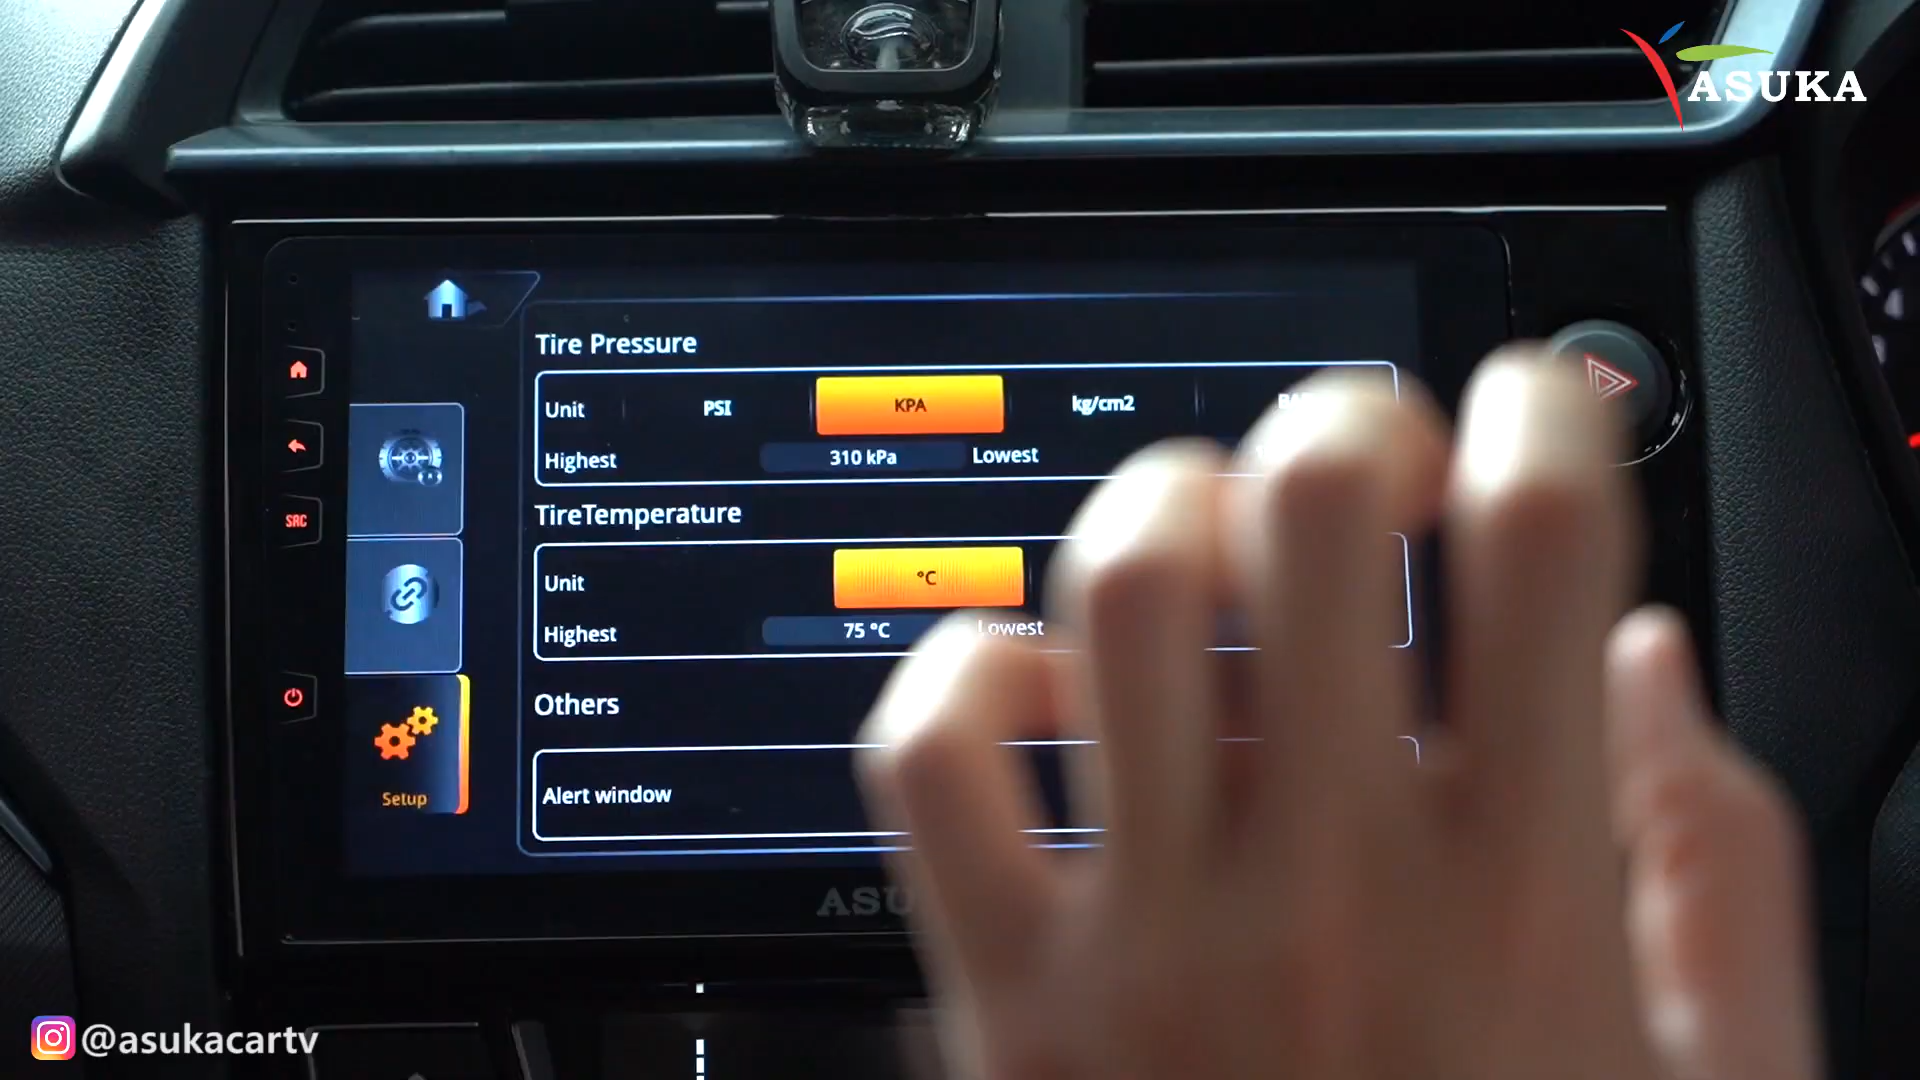 ASUKA
Tire Pressure
Unit PSI KPA kg/cm2
Highest 310 kPa Lowest
TireTemperature
Unit °C
Highest 75 °C Lowest
Others
Alert window
SRC
Setup
@asukacartv